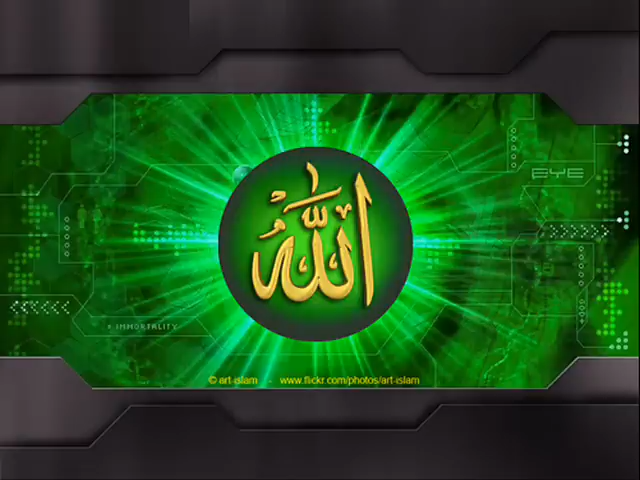 EYE
الله
+ IMMORTALITY
© art-islam - www.flickr.com/photos/art-islam